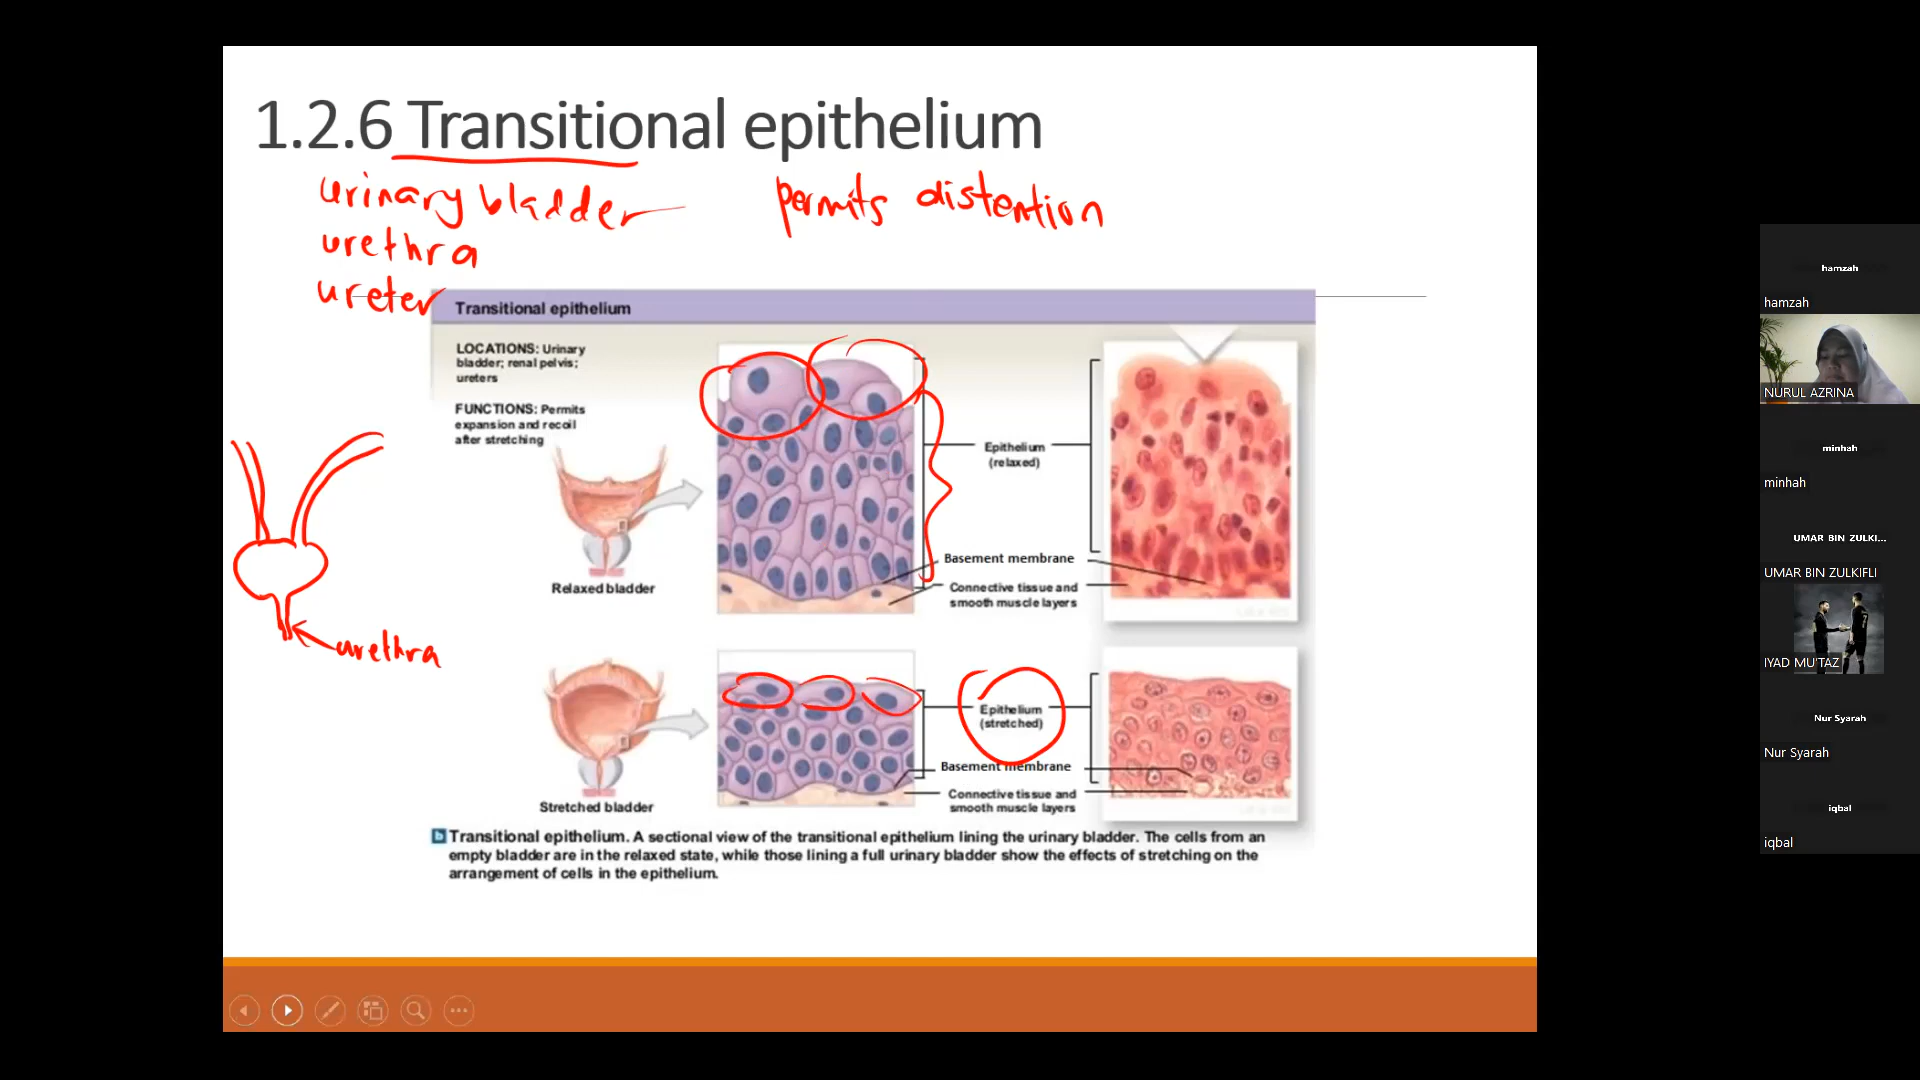 1.2.6 Transitional epithelium
urinary bladder
permits distention
urethra
ureter
Transitional epithelium
LOCATIONS: Urinary
bladder; renal pelvis;
ureters
FUNCTIONS: Permits
expansion and recoil
after stretching
Epithelium
(relaxed)
Basement membrane
Connective tissue and
smooth muscle layers
Relaxed bladder
urethra
Epithelium
(stretched)
Basement membrane
Connective tissue and
smooth muscle layers
Stretched bladder
b Transitional epithelium. A sectional view of the transitional epithelium lining the urinary bladder. The cells from an
empty bladder are in the relaxed state, while those lining a full urinary bladder show the effects of stretching on the
arrangement of cells in the epithelium.
hamzah
hamzah
NURUL AZRINA
minhah
minhah
UMAR BIN ZULKI...
UMAR BIN ZULKIFLI
IYAD MU'TAZ
Nur Syarah
Nur Syarah
iqbal
iqbal